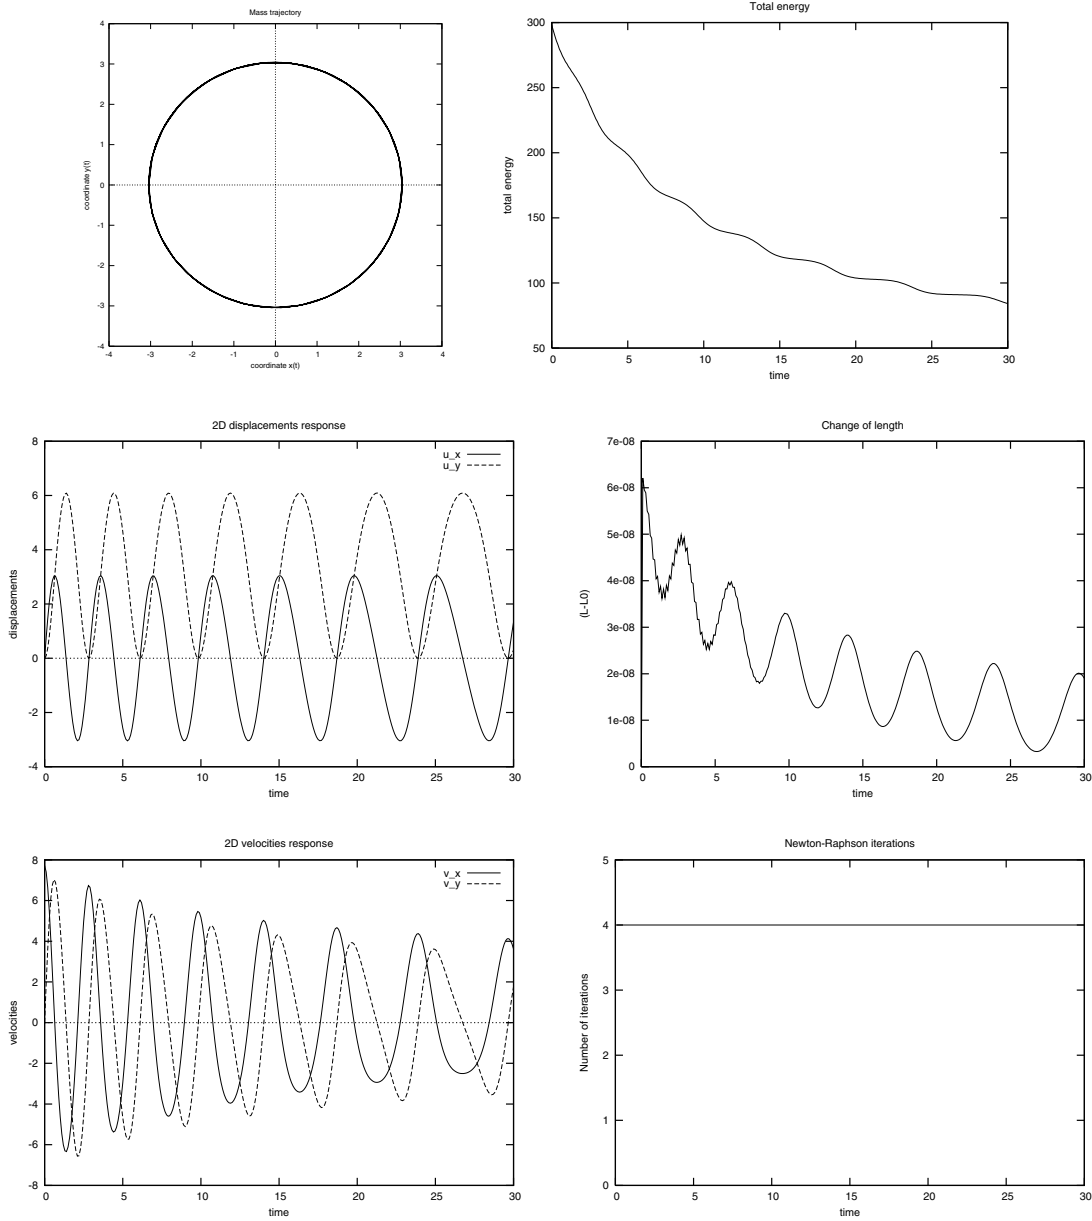 Mass trajectory
4
3
2
1
0
-1
-2
-3
-4
coordinate y(t)
-4 -3 -2 -1 0 1 2 3 4
coordinate x(t)
Total energy
300
250
200
150
100
50
total energy
0 5 10 15 20 25 30
time
2D displacements response
8
6
4
2
0
-2
-4
displacements
u_x
u_y
0 5 10 15 20 25 30
time
Change of length
7e-08
6e-08
5e-08
4e-08
3e-08
2e-08
1e-08
0
(L-L0)
0 5 10 15 20 25 30
time
2D velocities response
8
6
4
2
0
-2
-4
-6
-8
velocities
v_x
v_y
0 5 10 15 20 25 30
time
Newton-Raphson iterations
5
4
3
2
1
0
Number of iterations
0 5 10 15 20 25 30
time